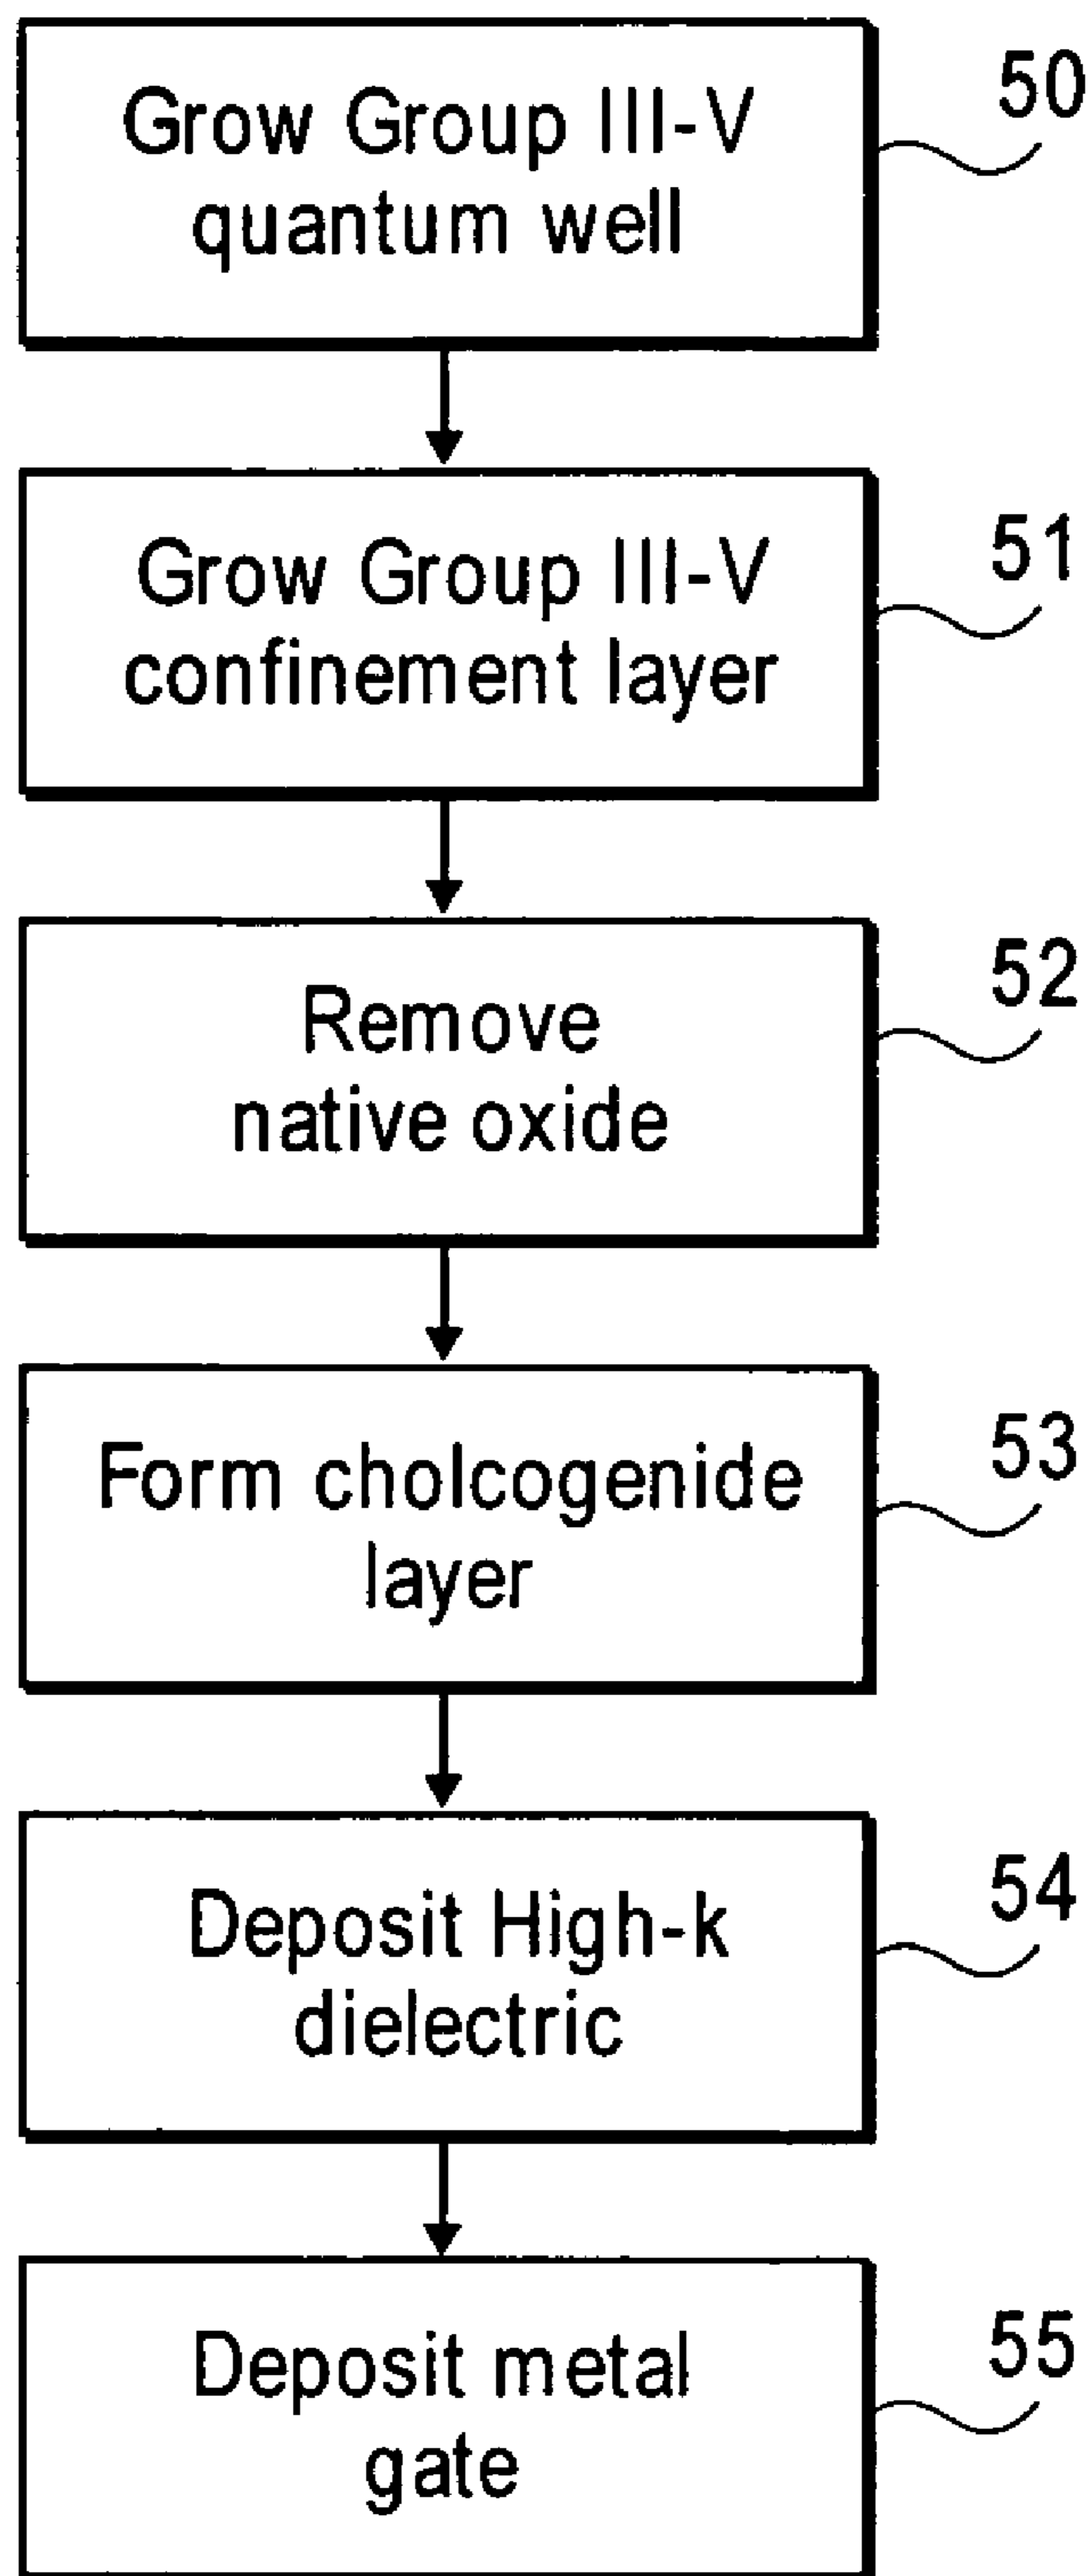 Grow Group III-V
quantum well
50
Grow Group III-V
confinement layer
51
Remove
native oxide
52
Form cholcogenide
layer
53
Deposit High-k
dielectric
54
Deposit metal
gate
55